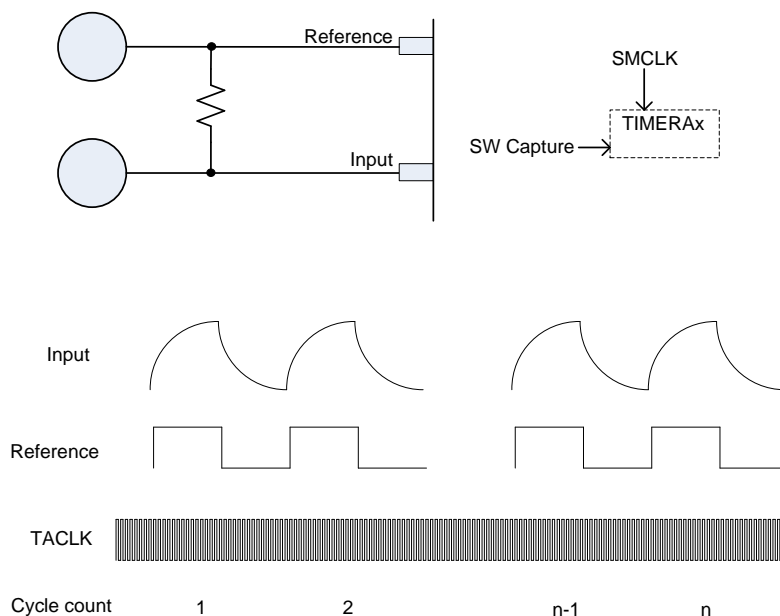 Reference
SMCLK
TIMERAx
SW Capture
Input
Input
Reference
TACLK
Cycle count 1 2 n-1 n